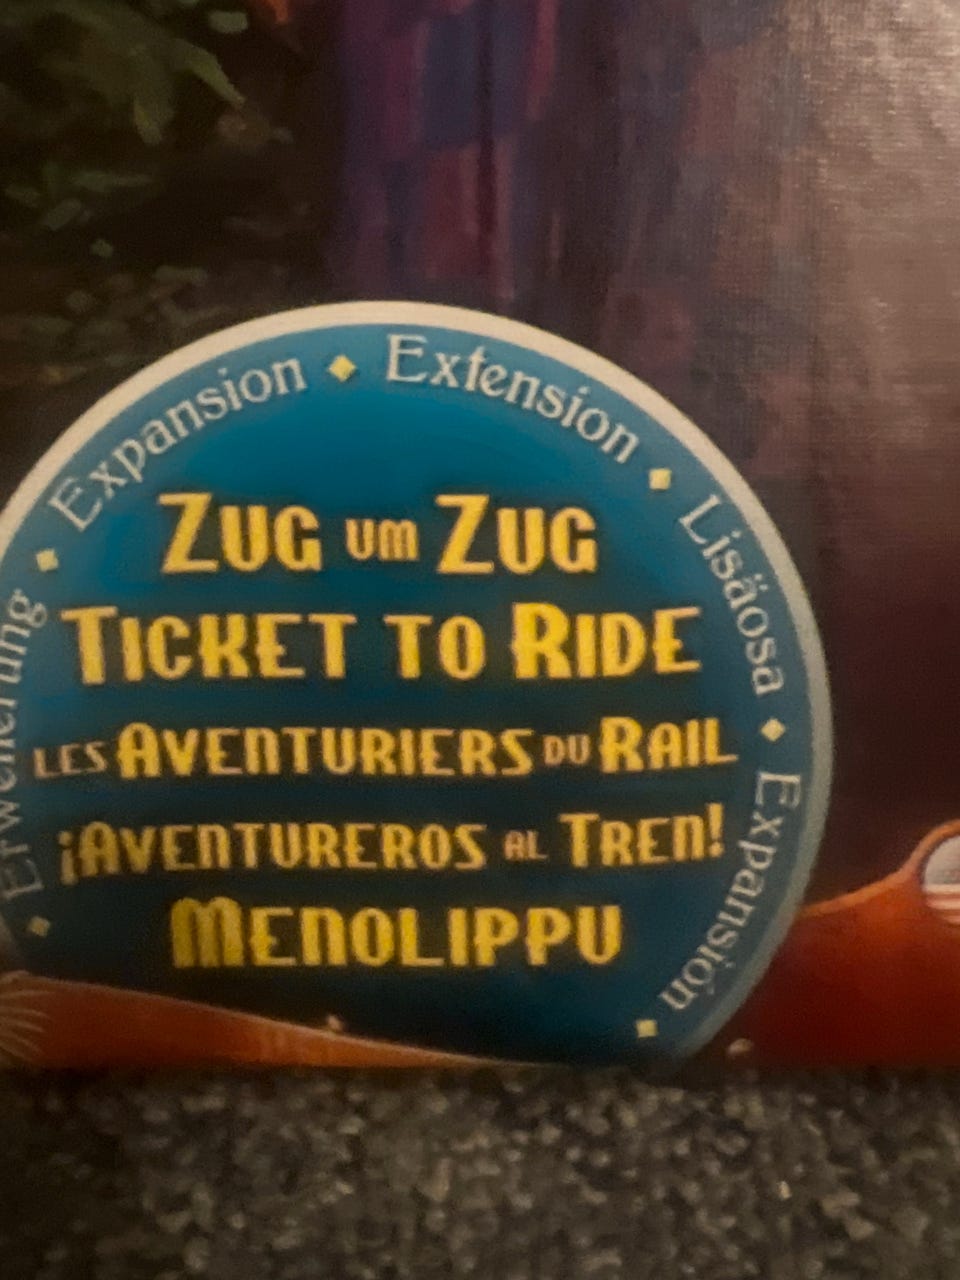 Erweiterung ◆ Expansion ◆ Extension ◆ Lisäosa ◆ Expansión
ZUG UM ZUG
TICKET TO RIDE
LES AVENTURIERS DU RAIL
¡AVENTUREROS AL TREN!
MENOLIPPU